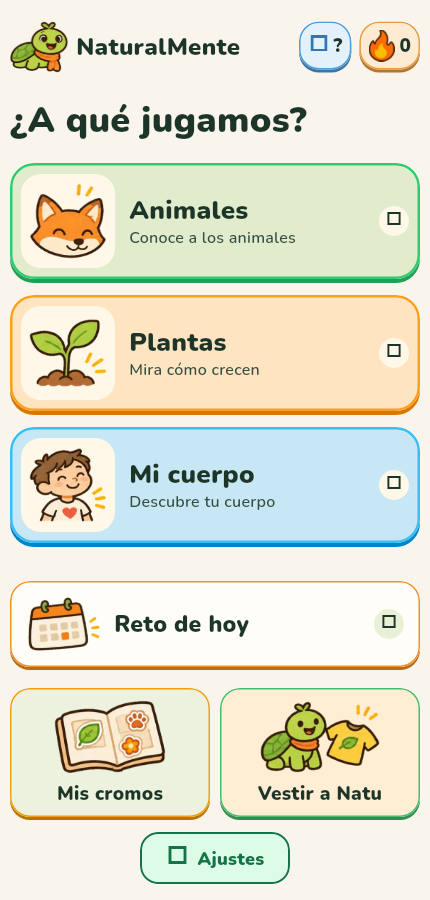 NaturalMente
?
0
¿A qué jugamos?
Animales
Conoce a los animales
Plantas
Mira cómo crecen
Mi cuerpo
Descubre tu cuerpo
Reto de hoy
Mis cromos
Vestir a Natu
Ajustes